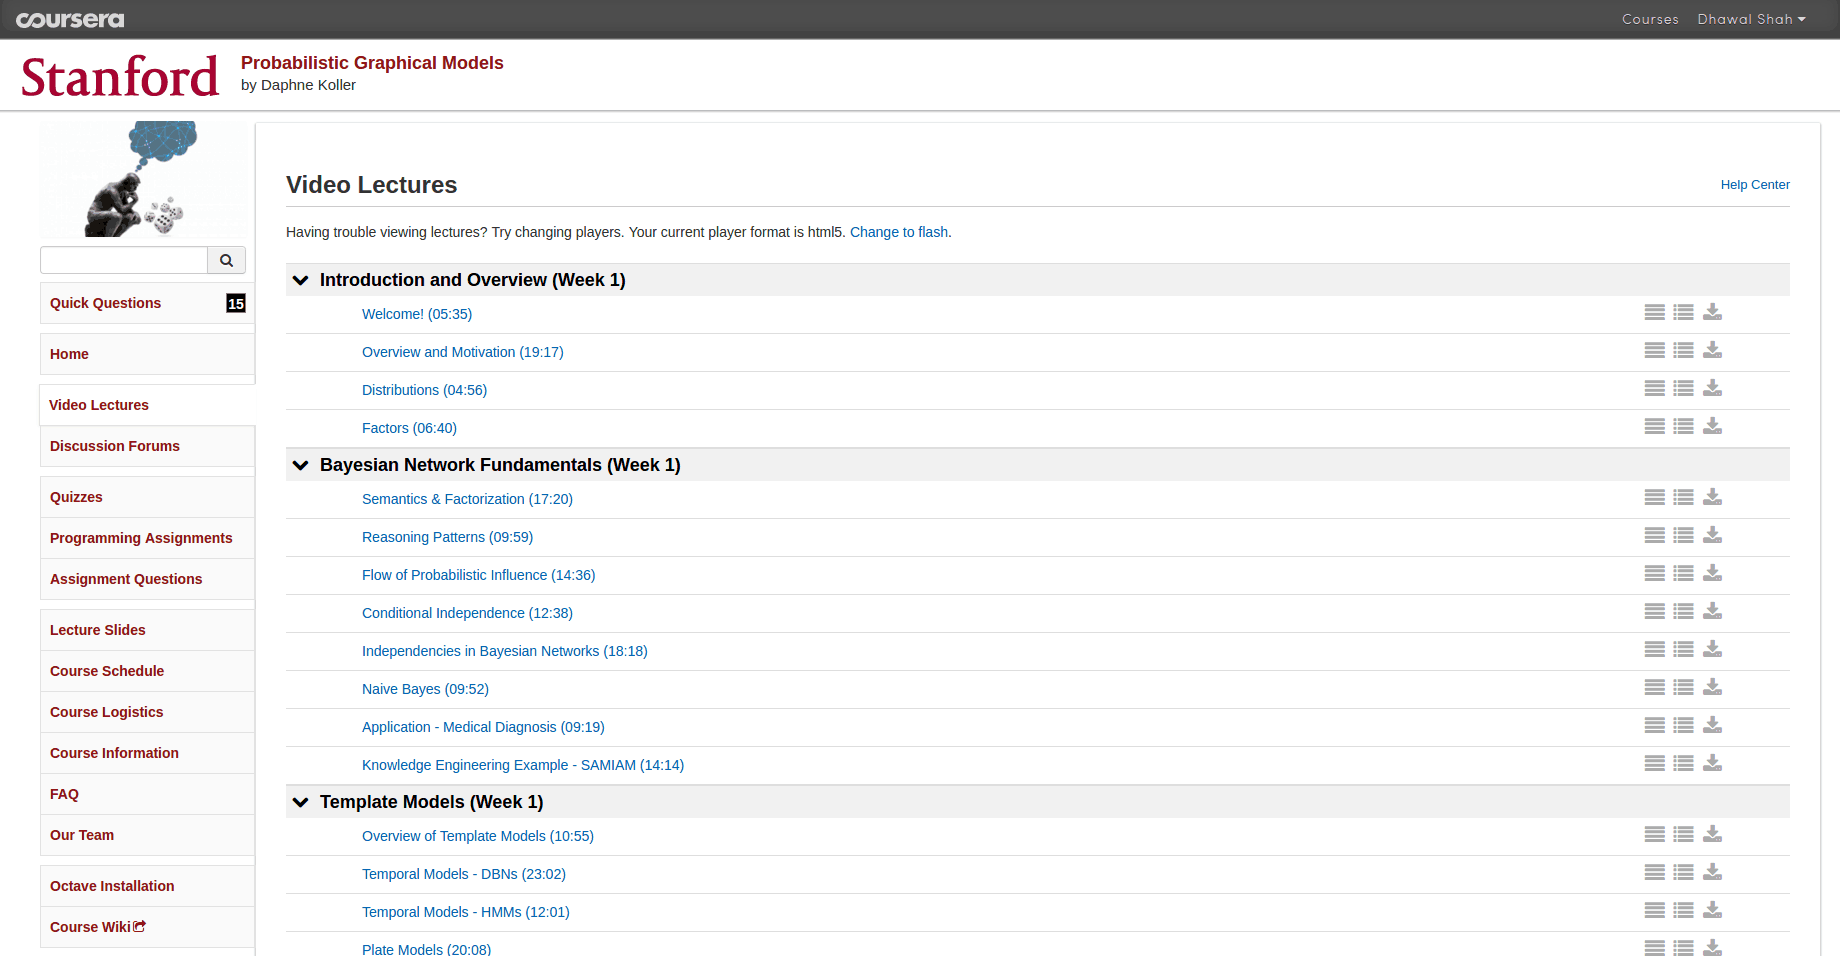 coursera
Courses
Dhawal Shah
Stanford
Probabilistic Graphical Models
by Daphne Koller
Quick Questions 15
Home
Video Lectures
Discussion Forums
Quizzes
Programming Assignments
Assignment Questions
Lecture Slides
Course Schedule
Course Logistics
Course Information
FAQ
Our Team
Octave Installation
Course Wiki
Video Lectures
Help Center
Having trouble viewing lectures? Try changing players. Your current player format is html5. Change to flash.
Introduction and Overview (Week 1)
Welcome! (05:35)
Overview and Motivation (19:17)
Distributions (04:56)
Factors (06:40)
Bayesian Network Fundamentals (Week 1)
Semantics & Factorization (17:20)
Reasoning Patterns (09:59)
Flow of Probabilistic Influence (14:36)
Conditional Independence (12:38)
Independencies in Bayesian Networks (18:18)
Naive Bayes (09:52)
Application - Medical Diagnosis (09:19)
Knowledge Engineering Example - SAMIAM (14:14)
Template Models (Week 1)
Overview of Template Models (10:55)
Temporal Models - DBNs (23:02)
Temporal Models - HMMs (12:01)
Plate Models (20:08)